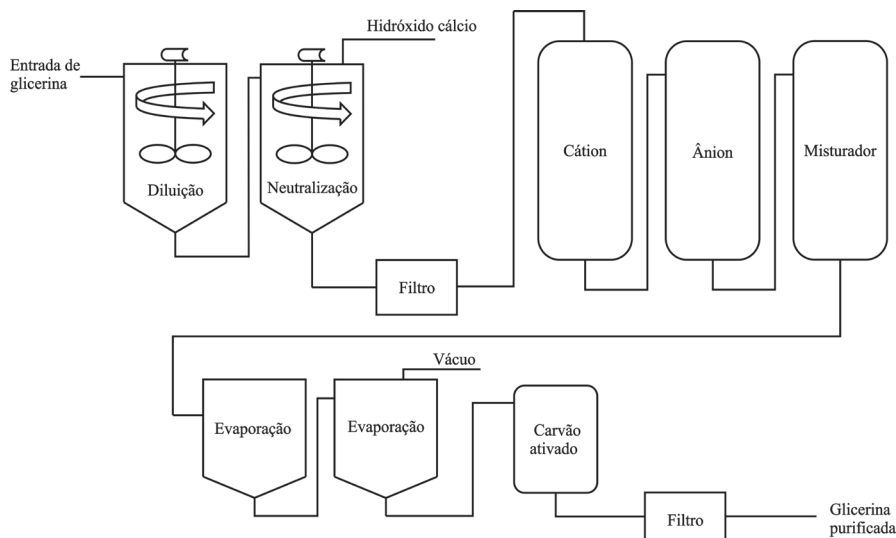 Hidróxido cálcio
Entrada de
glicerina
Diluição
Neutralização
Filtro
Cátion
Ânion
Misturador
Vácuo
Evaporação
Evaporação
Carvão
ativado
Filtro
Glicerina
purificada